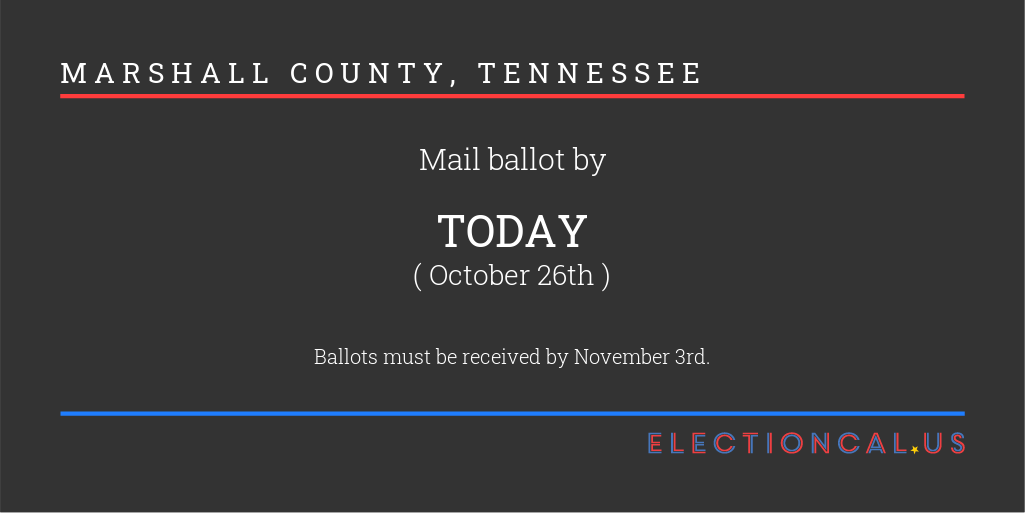 MARSHALL COUNTY, TENNESSEE
Mail ballot by
TODAY
( October 26th )
Ballots must be received by November 3rd.
ELECTIONCAL.US